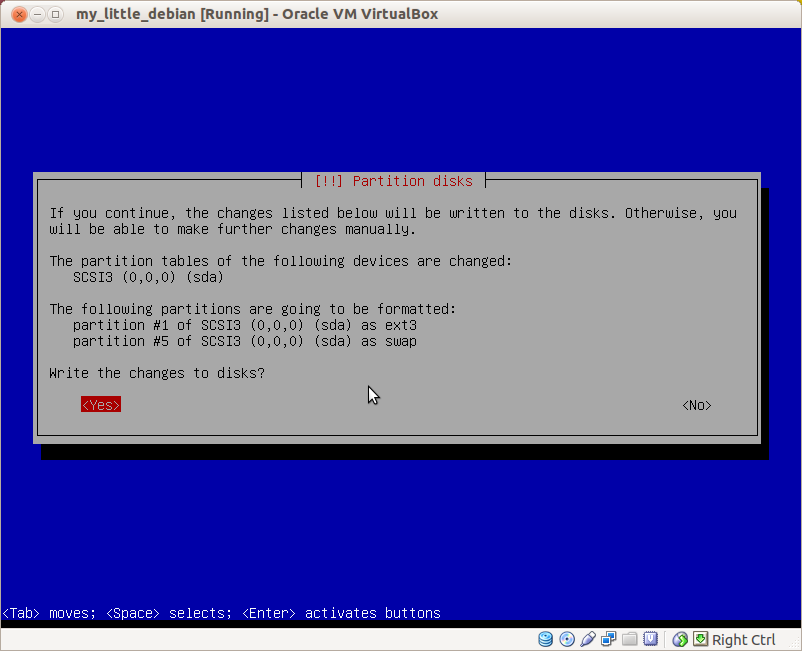 my_little_debian [Running] - Oracle VM VirtualBox
[!!] Partition disks
If you continue, the changes listed below will be written to the disks. Otherwise, you
will be able to make further changes manually.
The partition tables of the following devices are changed:
SCSI3 (0,0,0) (sda)
The following partitions are going to be formatted:
partition #1 of SCSI3 (0,0,0) (sda) as ext3
partition #5 of SCSI3 (0,0,0) (sda) as swap
Write the changes to disks?
<Yes> <No>
<Tab> moves; <Space> selects; <Enter> activates buttons
Right Ctrl